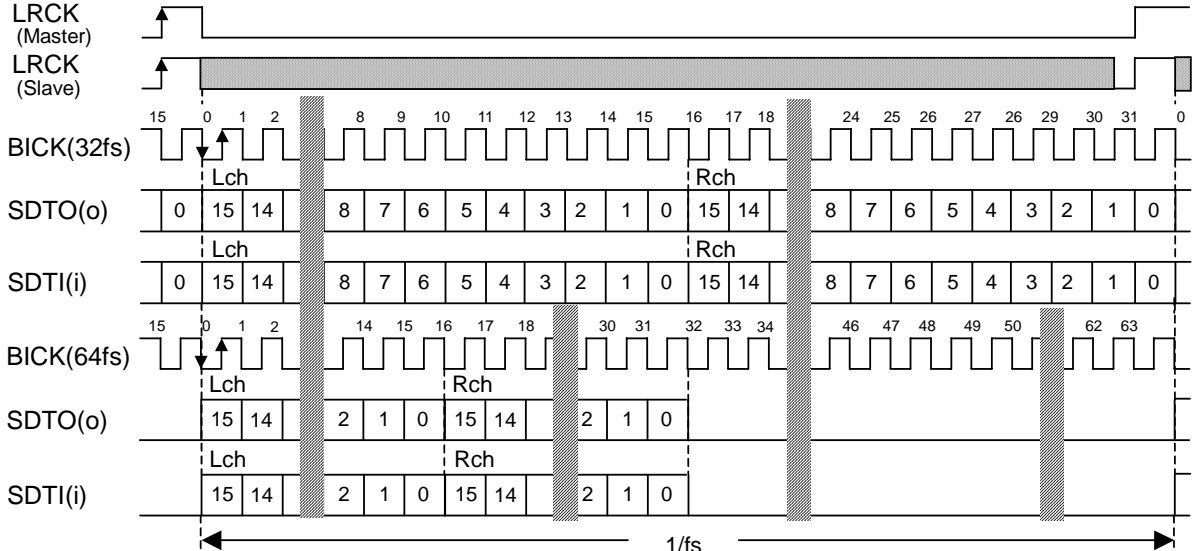 LRCK
(Master)
LRCK
(Slave)
15 0 1 2 8 9 10 11 12 13 14 15 16 17 18 24 25 26 27 26 29 30 31 0
BICK(32fs)
Lch Rch
SDTO(o) 0 15 14 8 7 6 5 4 3 2 1 0 15 14 8 7 6 5 4 3 2 1 0
Lch Rch
SDTI(i) 0 15 14 8 7 6 5 4 3 2 1 0 15 14 8 7 6 5 4 3 2 1 0
15 0 1 2 14 15 16 17 18 30 31 32 33 34 46 47 48 49 50 62 63
BICK(64fs)
Lch Rch
SDTO(o) 15 14 2 1 0 15 14 2 1 0
Lch Rch
SDTI(i) 15 14 2 1 0 15 14 2 1 0
1/fs